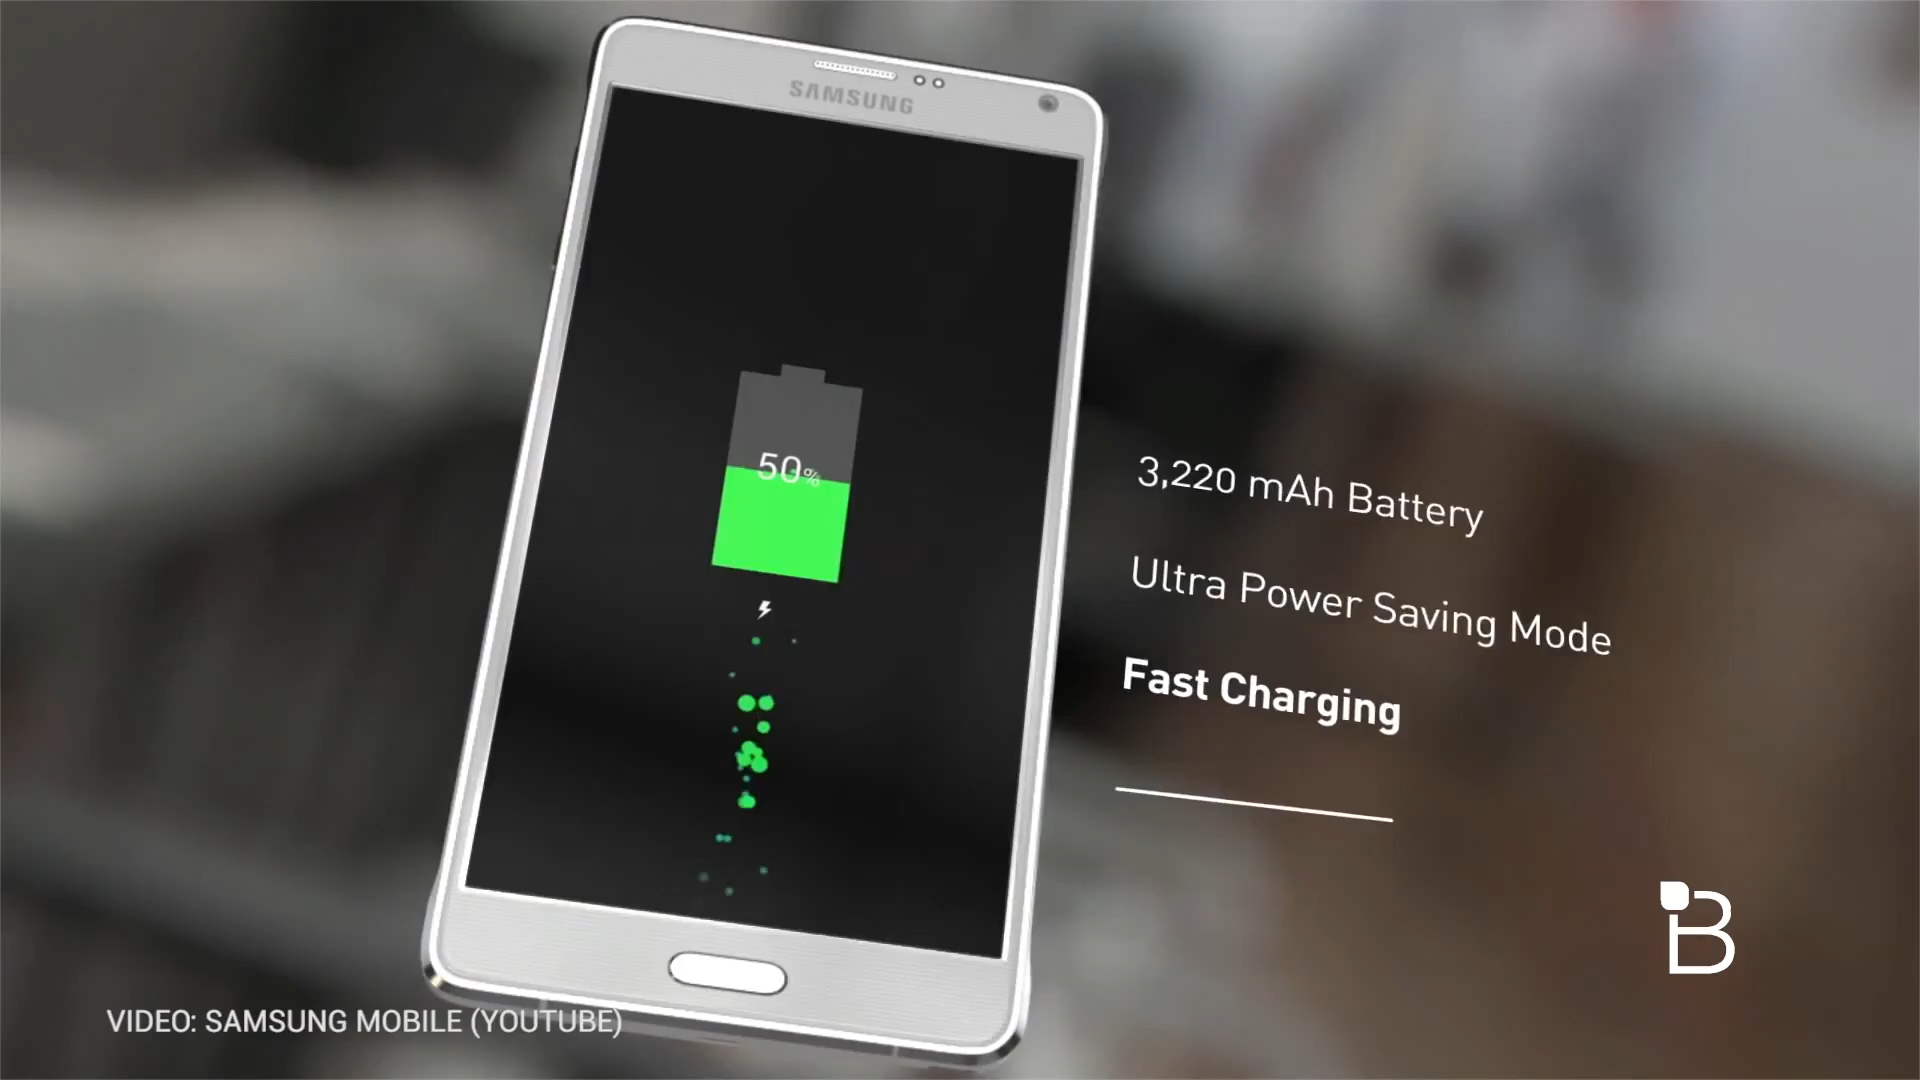 SAMSUNG
50%
3,220 mAh Battery
Ultra Power Saving Mode
Fast Charging
B
VIDEO: SAMSUNG MOBILE (YOUTUBE)